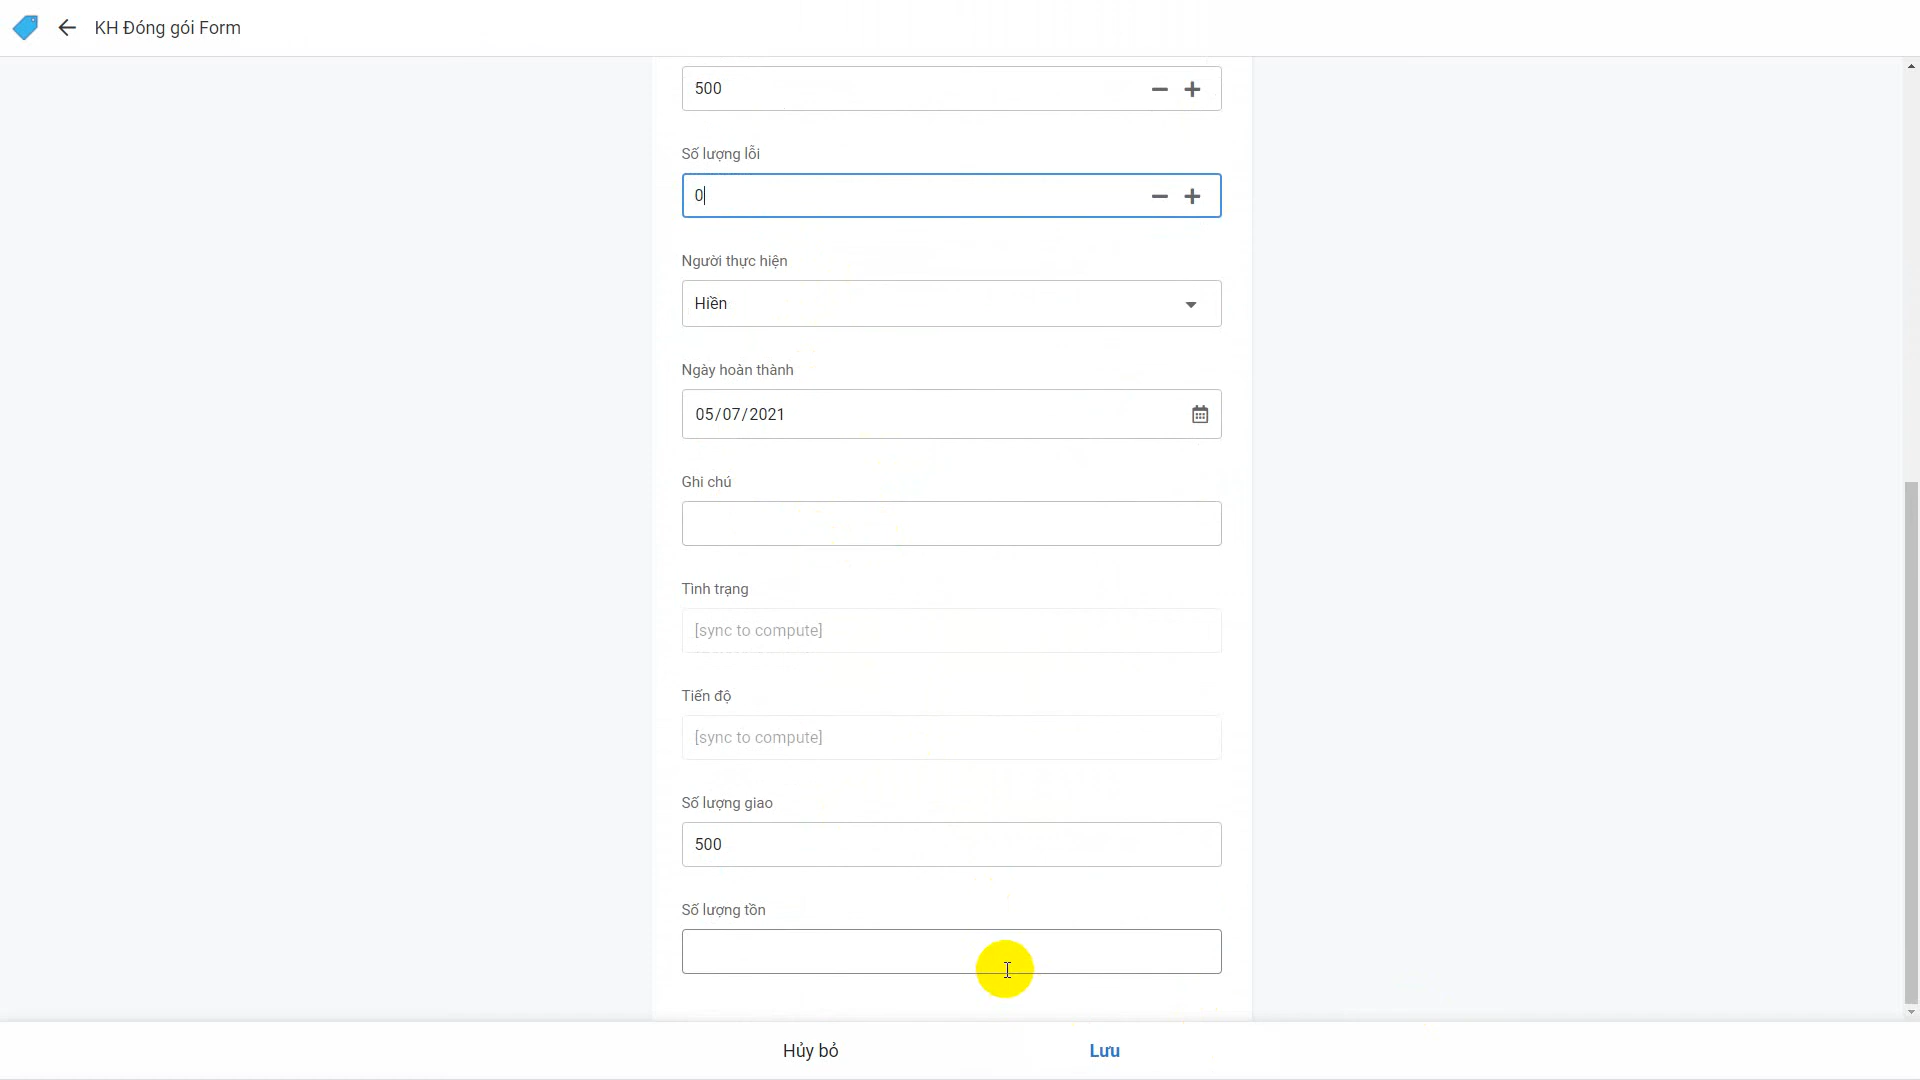 KH Đóng gói Form
500
Số lượng lỗi
0
Người thực hiện
Hiền
Ngày hoàn thành
05/07/2021
Ghi chú
Tình trạng
[sync to compute]
Tiến độ
[sync to compute]
Số lượng giao
500
Số lượng tồn
Hủy bỏ
Lưu